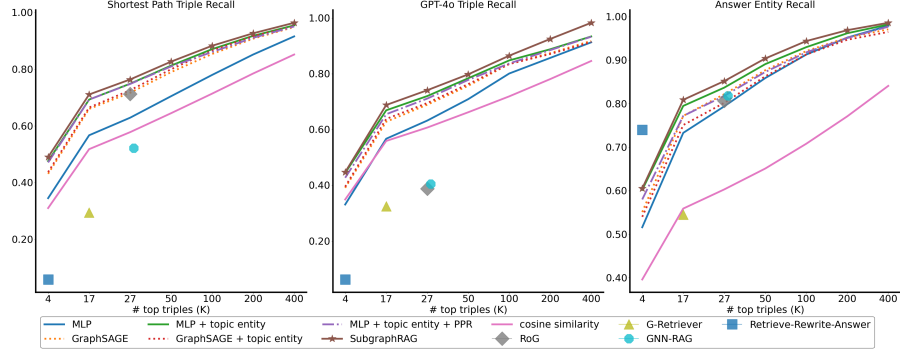 Shortest Path Triple Recall
1.00
0.80
0.60
0.40
0.20
4 17 27 50 100 200 400
# top triples (K)
GPT-4o Triple Recall
1.00
0.80
0.60
0.40
0.20
4 17 27 50 100 200 400
# top triples (K)
Answer Entity Recall
1.00
0.90
0.80
0.70
0.60
0.50
0.40
4 17 27 50 100 200 400
# top triples (K)
MLP MLP + topic entity MLP + topic entity + PPR cosine similarity G-Retriever Retrieve-Rewrite-Answer
GraphSAGE GraphSAGE + topic entity SubgraphRAG RoG GNN-RAG